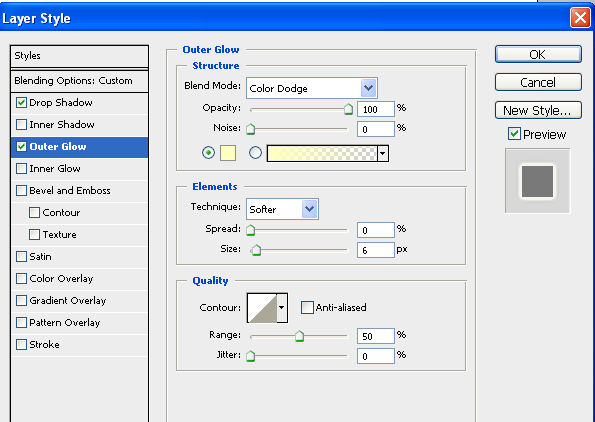 Layer Style
Styles
Blending Options: Custom
Drop Shadow
Inner Shadow
Outer Glow
Inner Glow
Bevel and Emboss
Contour
Texture
Satin
Color Overlay
Gradient Overlay
Pattern Overlay
Stroke
Outer Glow
Structure
Blend Mode: Color Dodge
Opacity: 100 %
Noise: 0 %
Elements
Technique: Softer
Spread: 0 %
Size: 6 px
Quality
Contour: Anti-aliased
Range: 50 %
Jitter: 0 %
OK
Cancel
New Style...
Preview